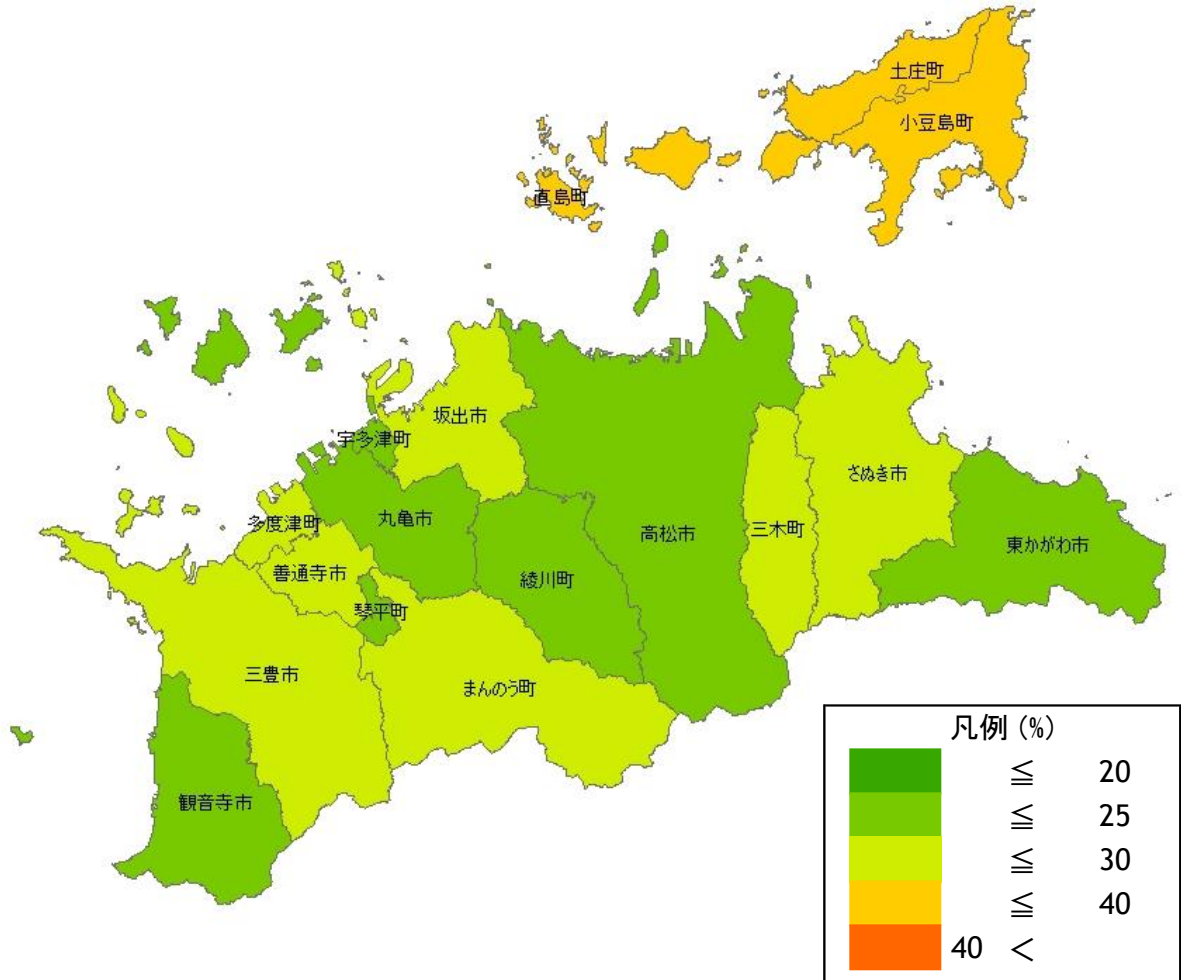 土庄町
小豆島町
直島町
坂出市
宇多津町
さぬき市
丸亀市
多度津町
高松市
三木町
東かがわ市
善通寺市
綾川町
琴平町
三豊市
まんのう町
観音寺市
凡例 (%)
≦ 20
≦ 25
≦ 30
≦ 40
40 <